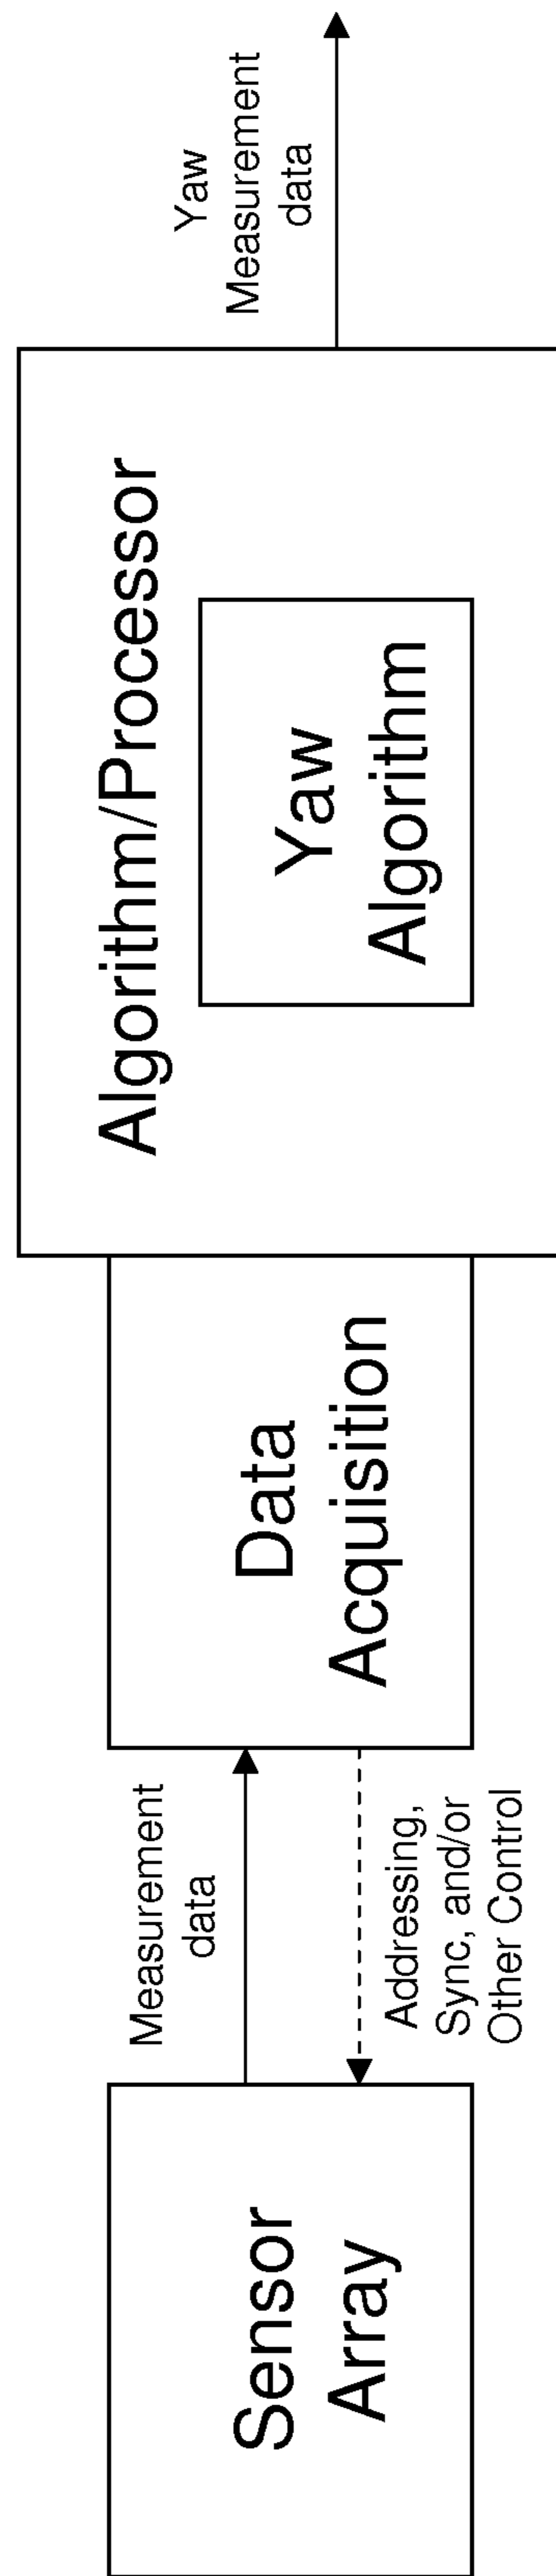 Sensor
Array
Measurement
data
Addressing,
Sync, and/or
Other Control
Data
Acquisition
Algorithm/Processor
Yaw
Algorithm
Yaw
Measurement
data